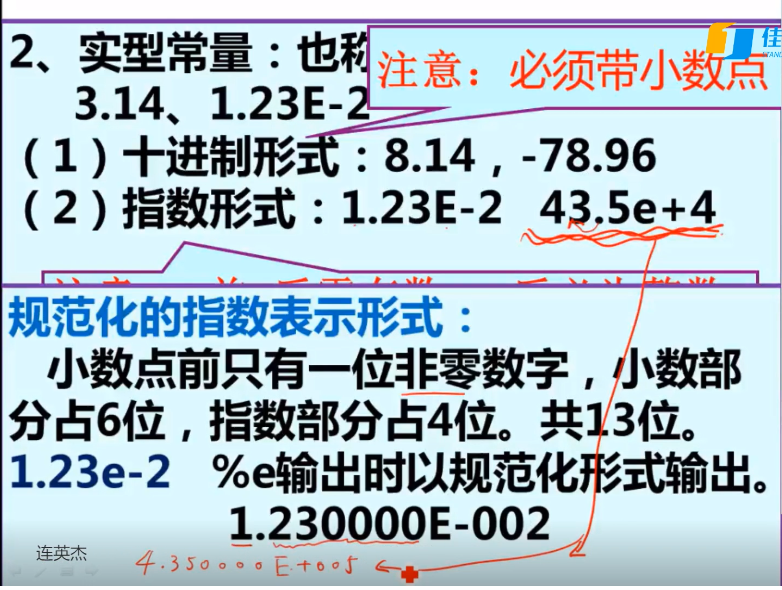 2、实型常量：也称
注意：必须带小数点
3.14、1.23E-2
（1）十进制形式：8.14，-78.96
（2）指数形式：1.23E-2 43.5e+4
规范化的指数表示形式：
小数点前只有一位非零数字，小数部
分占6位，指数部分占4位。共13位。
1.23e-2 %e输出时以规范化形式输出。
1.230000E-002
连英杰
4.350000E+005
佳